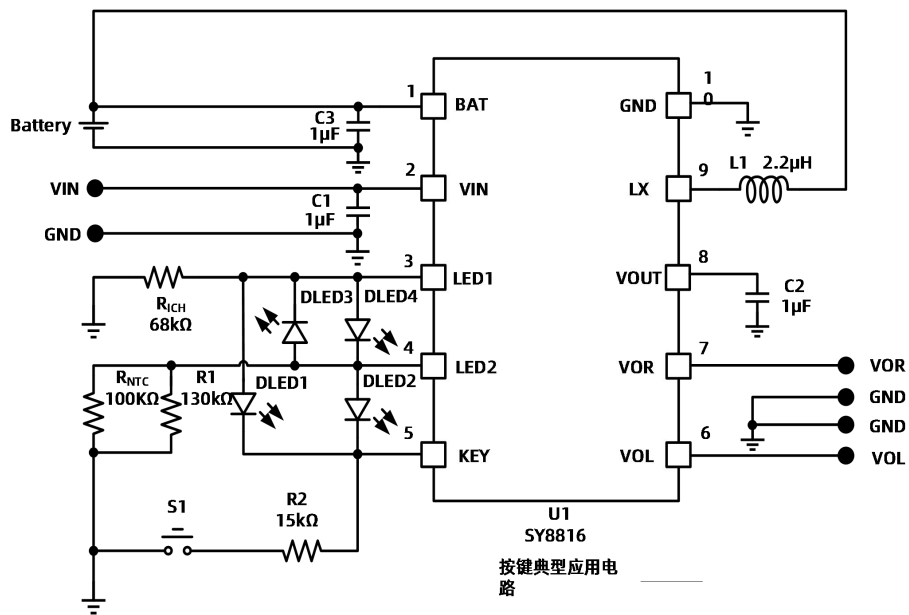 1
BAT
Battery
C3
1µF
2
VIN
VIN
C1
1µF
GND
3
LED1
RICH
68kΩ
DLED3
DLED4
4
LED2
RNTC
100KΩ
R1
130kΩ
DLED1
DLED2
5
KEY
S1
R2
15kΩ
GND
10
LX
9
L1 2.2µH
VOUT
8
C2
1µF
VOR
7
VOR
GND
GND
VOL
6
VOL
U1
SY8816
按键典型应用电
路